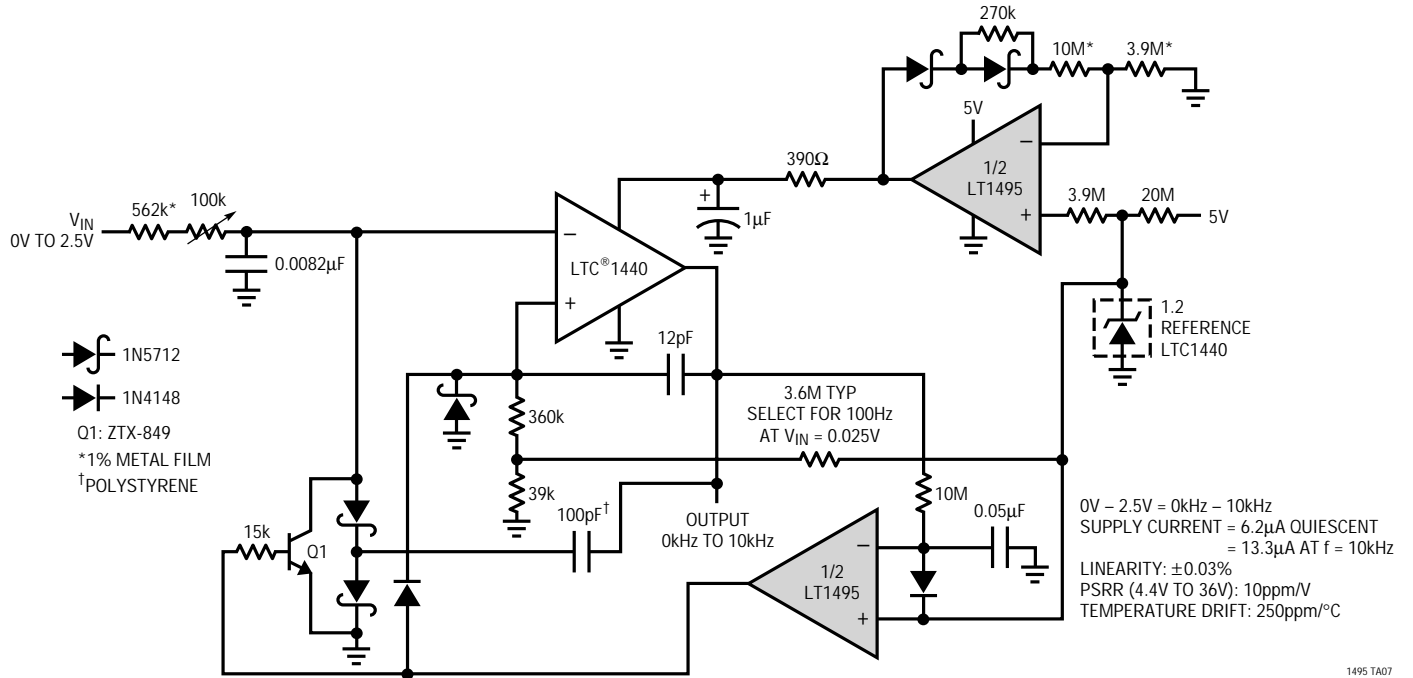 270k
10M*
3.9M*
5V
390Ω
1/2
LT1495
−
+
3.9M
20M
5V
+
1µF
562k*
100k
VIN
0V TO 2.5V
0.0082µF
−
LTC®1440
+
1.2
REFERENCE
LTC1440
12pF
1N5712
1N4148
Q1: ZTX-849
*1% METAL FILM
†POLYSTYRENE
360k
3.6M TYP
SELECT FOR 100Hz
AT VIN = 0.025V
39k
100pF†
10M
0.05µF
OUTPUT
0kHz TO 10kHz
15k
Q1
−
1/2
LT1495
+
0V – 2.5V = 0kHz – 10kHz
SUPPLY CURRENT = 6.2µA QUIESCENT
= 13.3µA AT f = 10kHz
LINEARITY: ±0.03%
PSRR (4.4V TO 36V): 10ppm/V
TEMPERATURE DRIFT: 250ppm/°C
1495 TA07